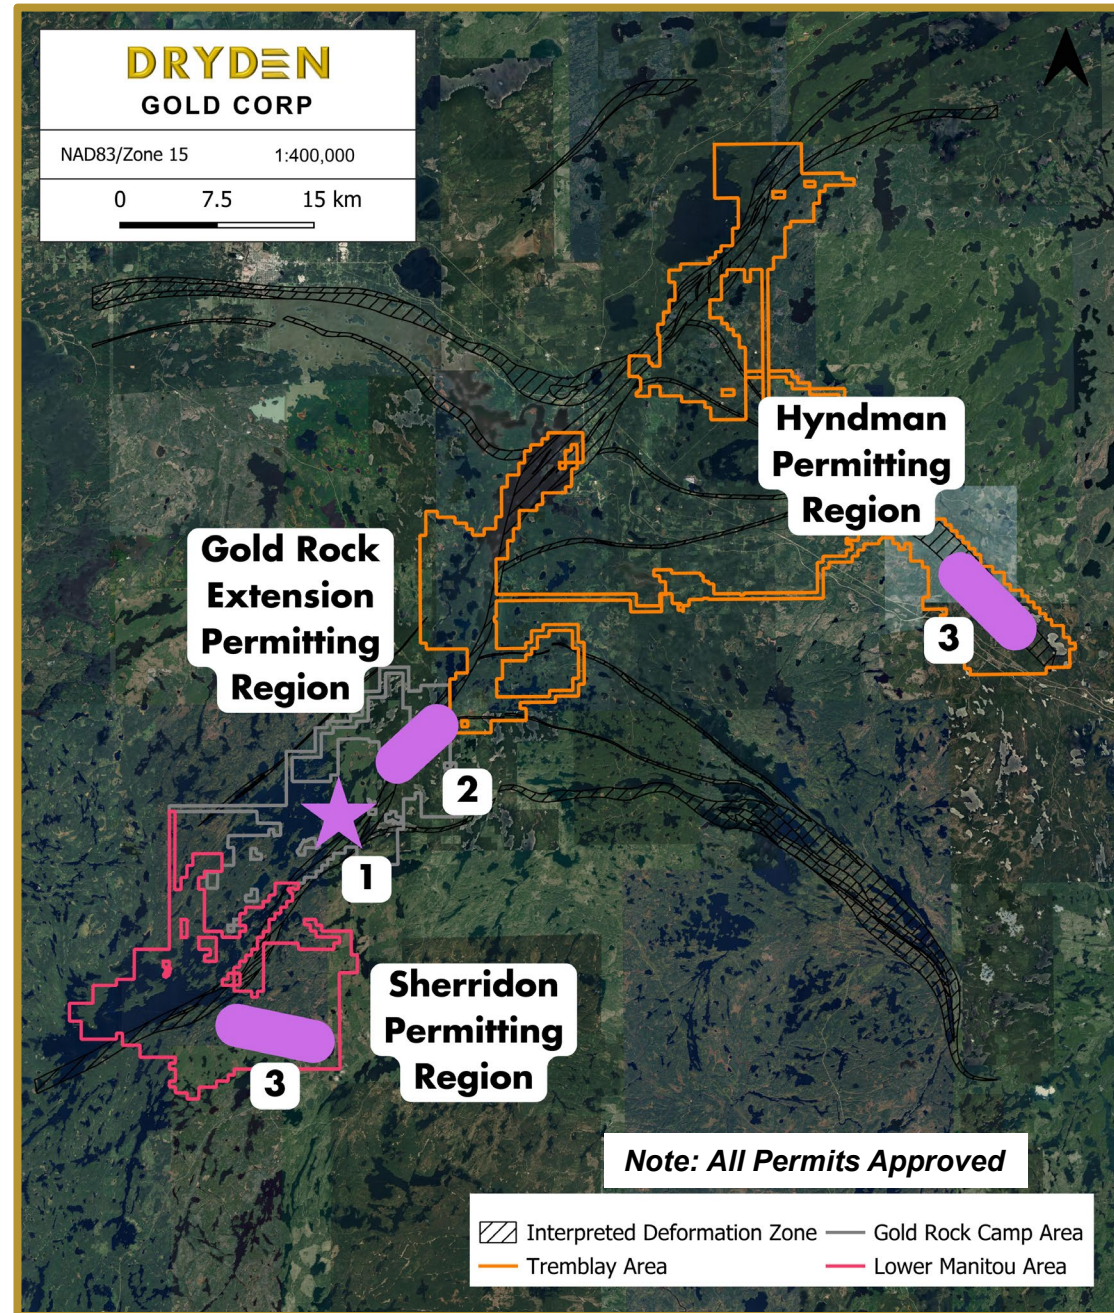 DRYDEN
GOLD CORP
NAD83/Zone 15 1:400,000
0 7.5 15 km
Hyndman
Permitting
Region
Gold Rock
Extension
Permitting
Region
3
2
1
Sherridon
Permitting
Region
3
Note: All Permits Approved
Interpreted Deformation Zone Gold Rock Camp Area
Tremblay Area Lower Manitou Area